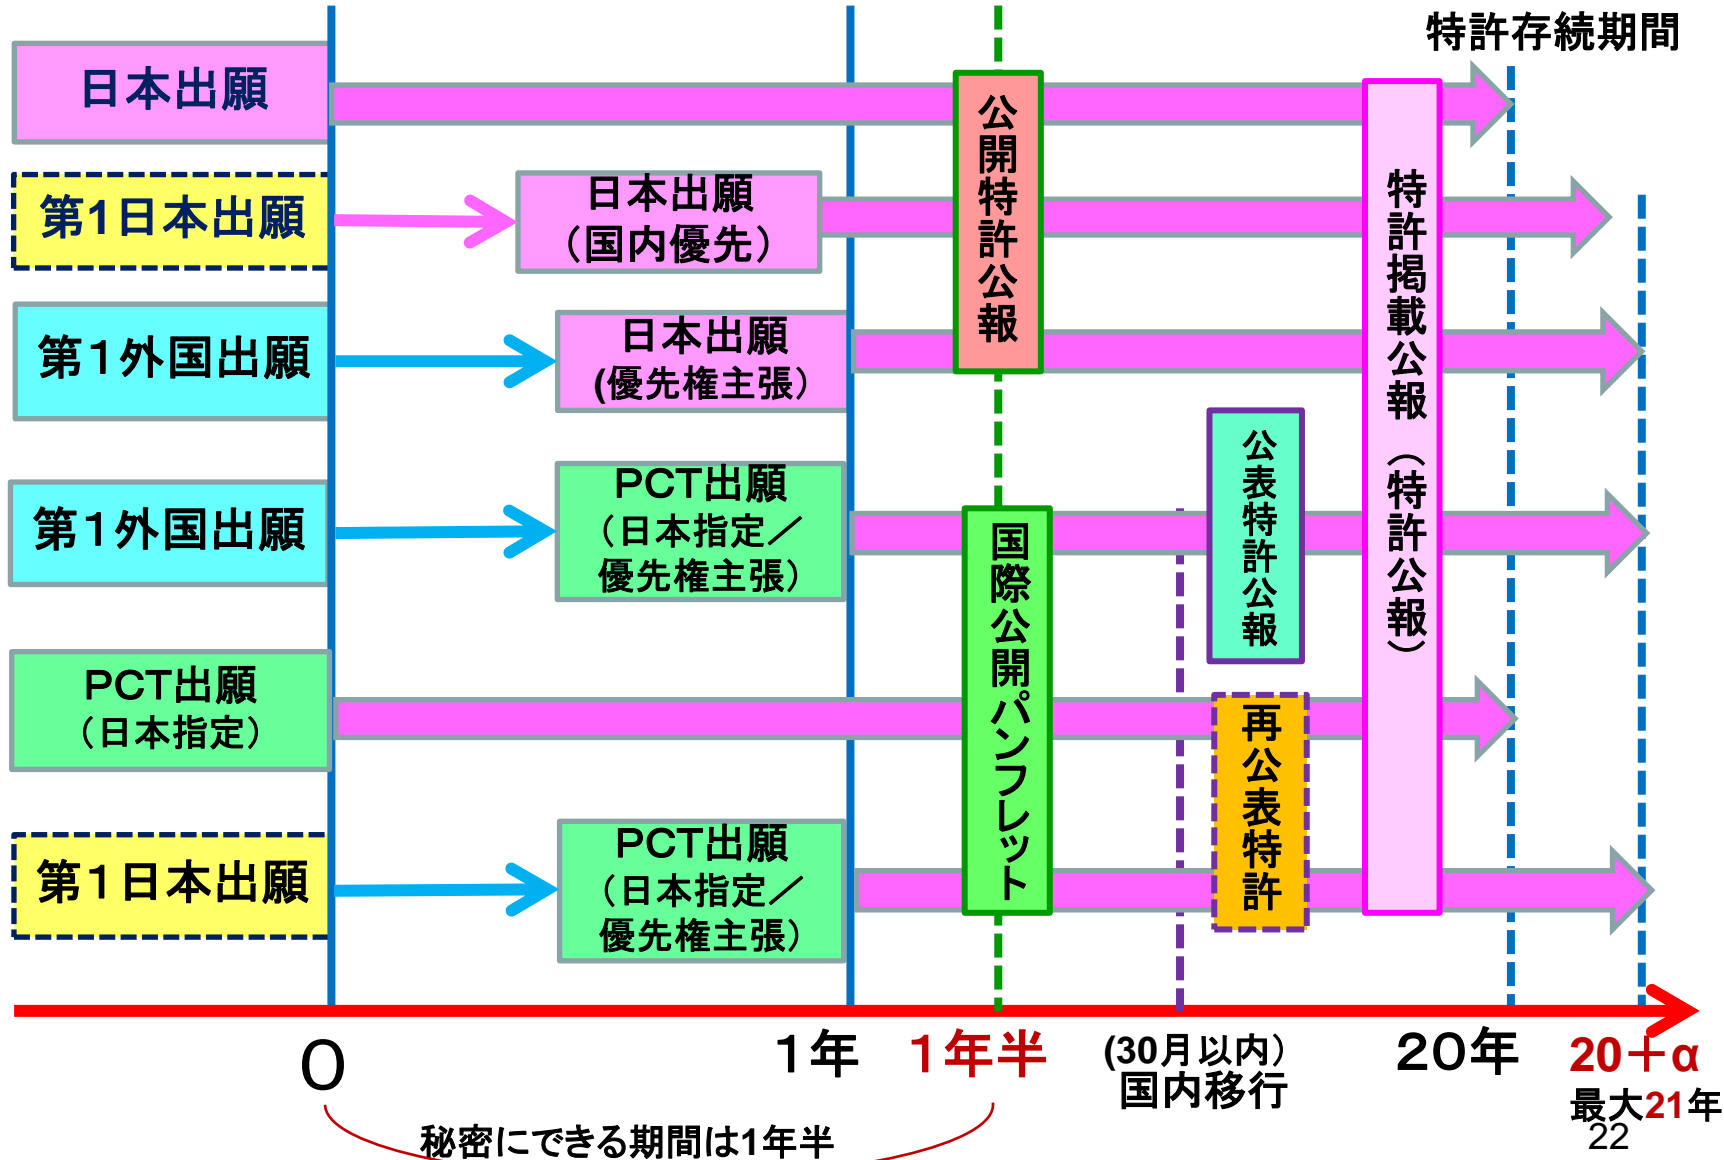 特許存続期間
日本出願
第1日本出願
日本出願
（国内優先）
第１外国出願
日本出願
(優先権主張）
第１外国出願
ＰＣＴ出願
（日本指定／
優先権主張）
ＰＣＴ出願
（日本指定）
第１日本出願
ＰＣＴ出願
（日本指定／
優先権主張）
公開特許公報
国際公開パンフレット
公表特許公報
再公表特許
特許掲載公報（特許公報）
０
１年
１年半
(30月以内）
国内移行
２０年
20＋α
最大21年
秘密にできる期間は1年半
22